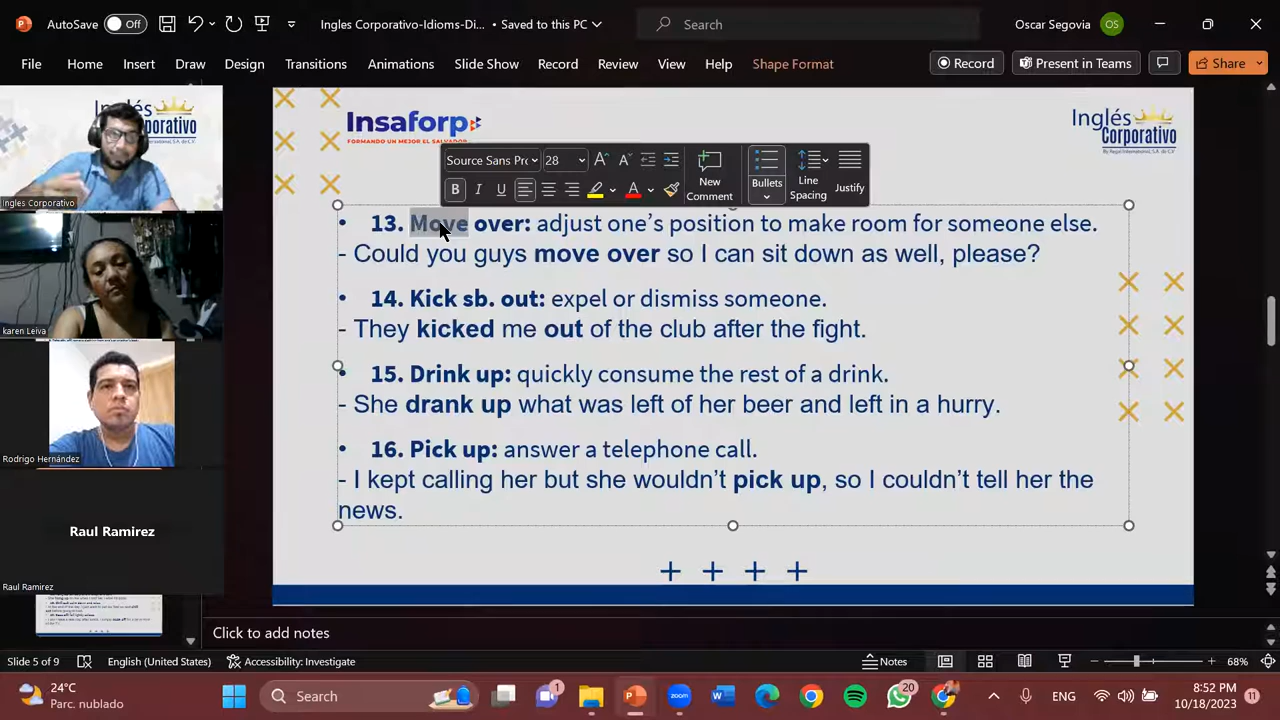 AutoSave Off Ingles Corporativo-Idioms-Di... • Saved to this PC Search Oscar Segovia OS
File Home Insert Draw Design Transitions Animations Slide Show Record Review View Help Shape Format Record Present in Teams Share
Ingles Corporativo
karen Leiva
Rodrigo Hernández
Raul Ramirez
Raul Ramirez
Insaforp
FORMANDO UN MEJOR EL SALVADOR
Inglés
Corporativo
Source Sans Pro 28 A A New Comment Bullets Line Spacing Justify
B I U A
• 13. Move over: adjust one's position to make room for someone else.
- Could you guys move over so I can sit down as well, please?
• 14. Kick sb. out: expel or dismiss someone.
- They kicked me out of the club after the fight.
• 15. Drink up: quickly consume the rest of a drink.
- She drank up what was left of her beer and left in a hurry.
• 16. Pick up: answer a telephone call.
- I kept calling her but she wouldn't pick up, so I couldn't tell her the
news.
Click to add notes
Slide 5 of 9 English (United States) Accessibility: Investigate Notes 68%
24°C
Parc. nublado
Search
1
20
ENG
8:52 PM
10/18/2023
11